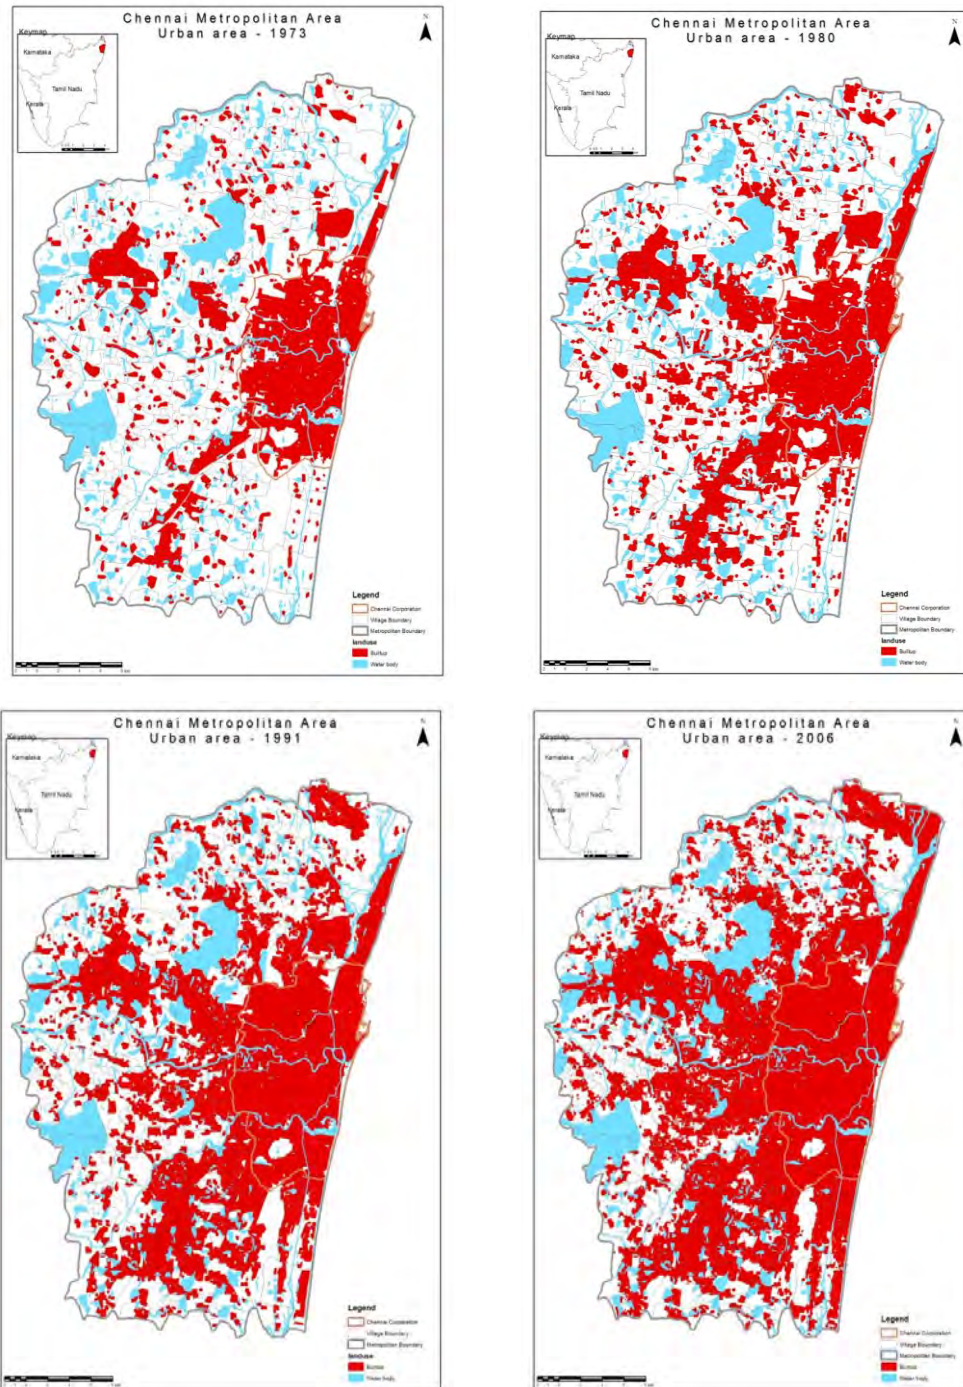 Chennai Metropolitan Area
Urban area - 1973
N
Keymap
Karnataka
Tamil Nadu
Kerala
Legend
Chennai Corporation
Village Boundary
Metropolitan Boundary
landuse
Builtup
Water body
Chennai Metropolitan Area
Urban area - 1980
N
Keymap
Karnataka
Tamil Nadu
Kerala
Legend
Chennai Corporation
Village Boundary
Metropolitan Boundary
landuse
Builtup
Water body
Chennai Metropolitan Area
Urban area - 1991
N
Keymap
Karnataka
Tamil Nadu
Kerala
Legend
Chennai Corporation
Village Boundary
Metropolitan Boundary
landuse
Builtup
Water body
Chennai Metropolitan Area
Urban area - 2006
N
Keymap
Karnataka
Tamil Nadu
Kerala
Legend
Chennai Corporation
Village Boundary
Metropolitan Boundary
landuse
Builtup
Water body